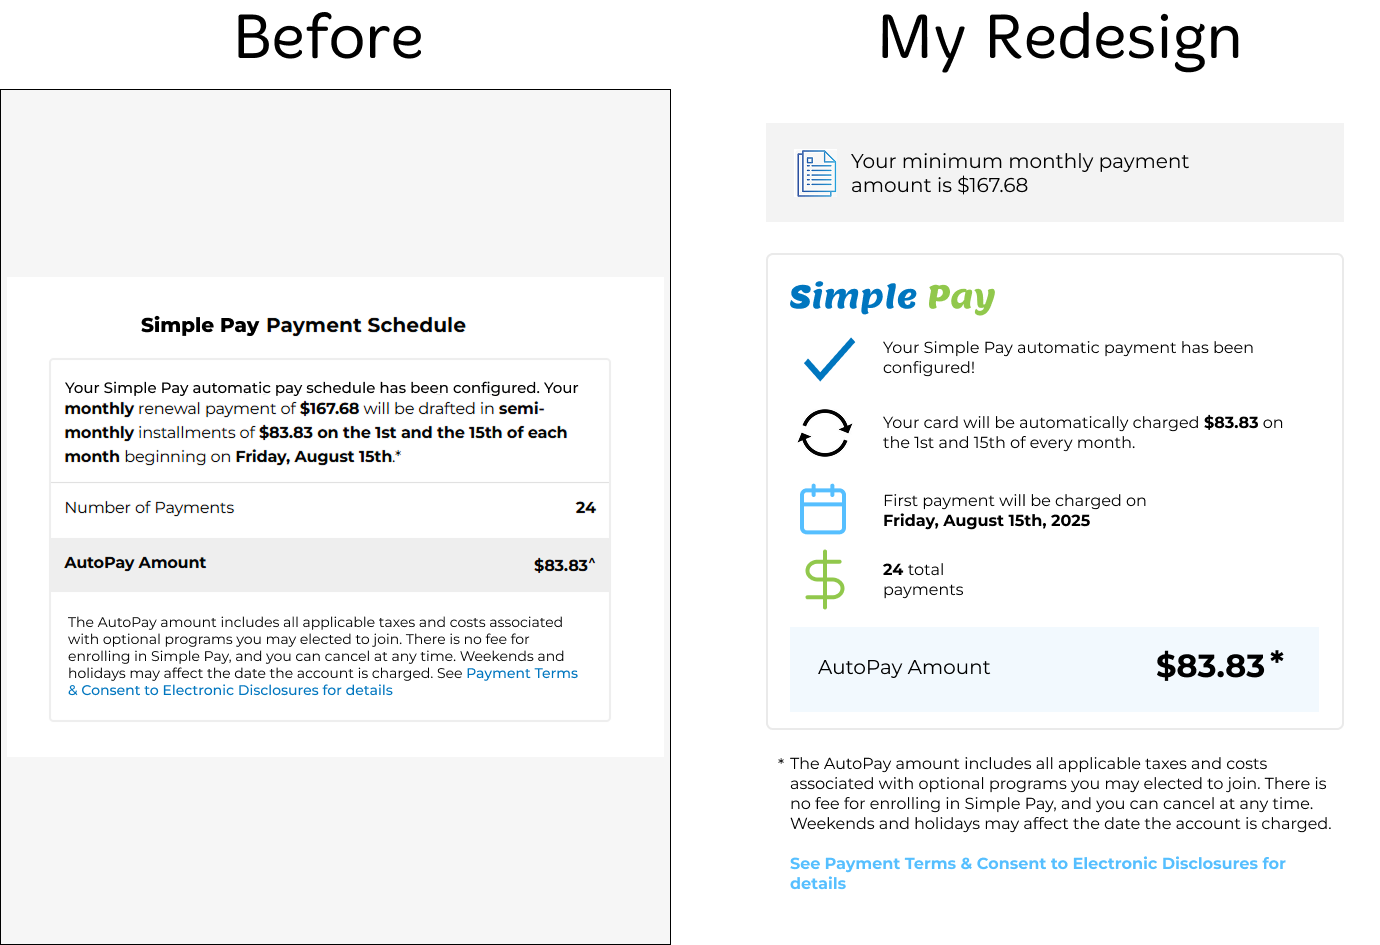 Before
Simple Pay Payment Schedule
Your Simple Pay automatic pay schedule has been configured. Your
monthly renewal payment of $167.68 will be drafted in semi-
monthly installments of $83.83 on the 1st and the 15th of each
month beginning on Friday, August 15th.*
Number of Payments 24
AutoPay Amount $83.83^
The AutoPay amount includes all applicable taxes and costs associated
with optional programs you may elected to join. There is no fee for
enrolling in Simple Pay, and you can cancel at any time. Weekends and
holidays may affect the date the account is charged. See Payment Terms
& Consent to Electronic Disclosures for details
My Redesign
Your minimum monthly payment
amount is $167.68
Simple Pay
Your Simple Pay automatic payment has been
configured!
Your card will be automatically charged $83.83 on
the 1st and 15th of every month.
First payment will be charged on
Friday, August 15th, 2025
24 total
payments
AutoPay Amount $83.83*
* The AutoPay amount includes all applicable taxes and costs
associated with optional programs you may elected to join. There is
no fee for enrolling in Simple Pay, and you can cancel at any time.
Weekends and holidays may affect the date the account is charged.
See Payment Terms & Consent to Electronic Disclosures for
details